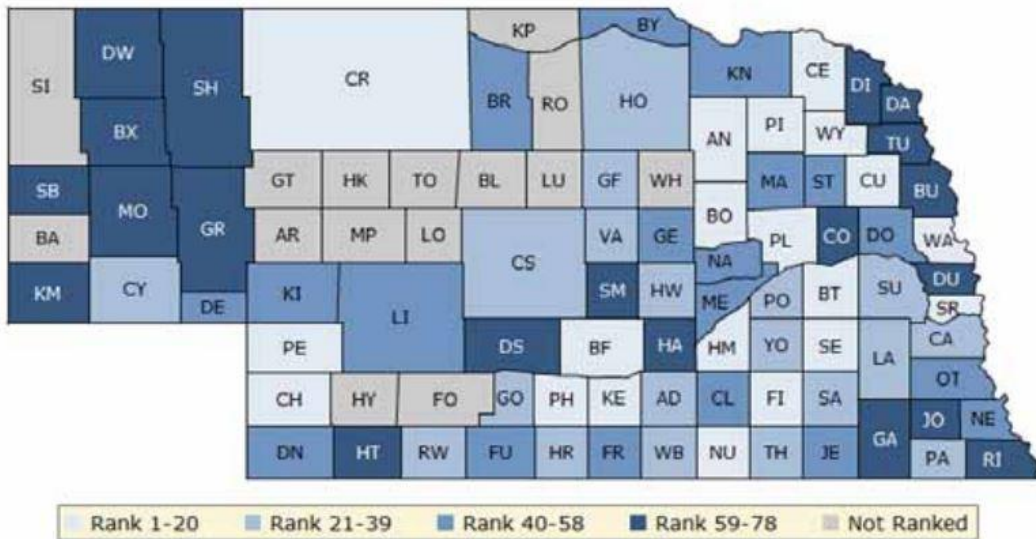 KP BY
DW
SI SH CR BR RO HO KN CE DI
DA
BX AN PI WY TU
SB GT HK TO BL LU GF WH MA ST CU BU
MO GR BO
BA AR MP LO CS VA GE PL CO DO WA
NA
KM CY DE KI LI SM HW ME PO BT SU DU
SR
PE DS BF HA HM YO SE LA CA
OT
CH HY FO GO PH KE AD CL FI SA
JO NE
DN HT RW FU HR FR WB NU TH JE GA PA RI
Rank 1-20 Rank 21-39 Rank 40-58 Rank 59-78 Not Ranked